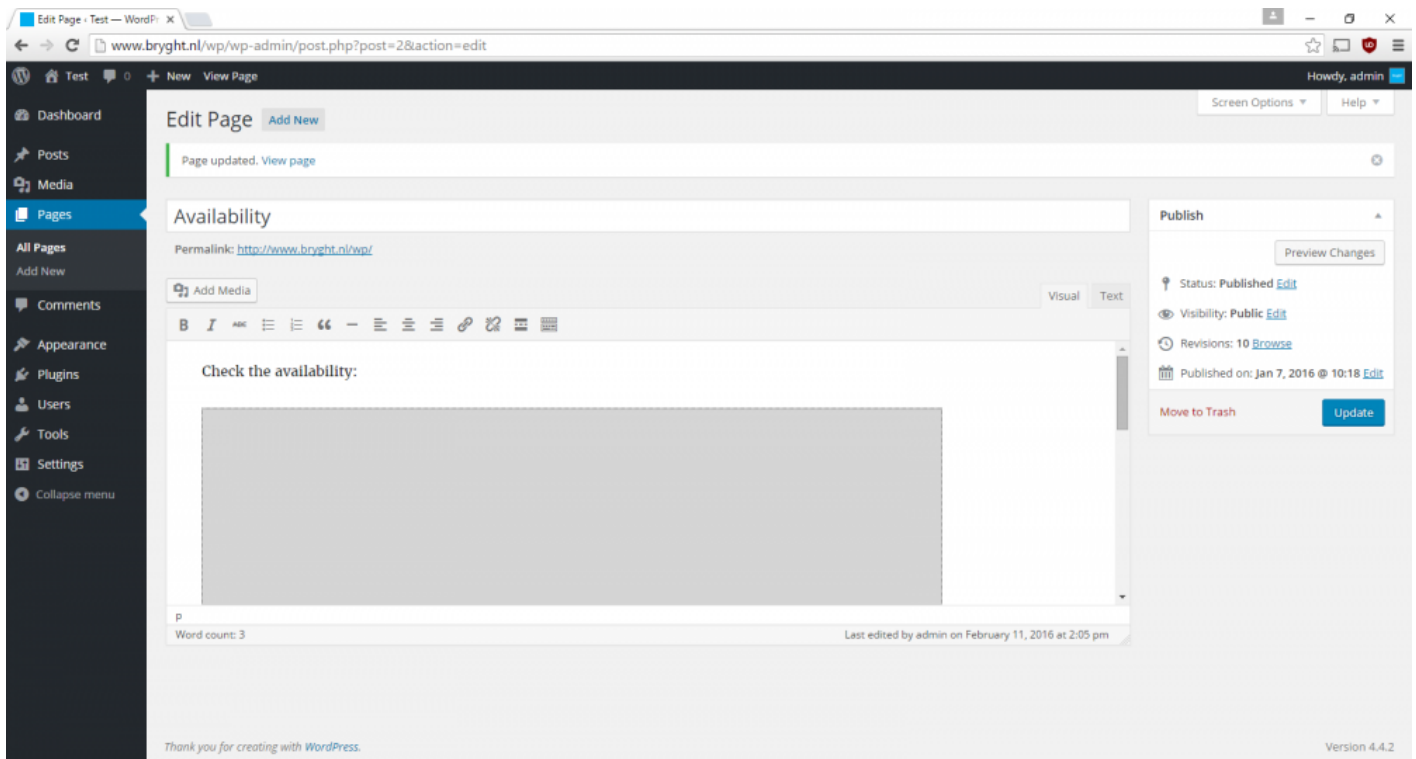 Edit Page ‹ Test — WordPr
www.bryght.nl/wp/wp-admin/post.php?post=2&action=edit
Test 0 New View Page Howdy, admin
Screen Options Help
Dashboard
Posts
Media
Pages
All Pages
Add New
Comments
Appearance
Plugins
Users
Tools
Settings
Collapse menu
Edit Page Add New
Page updated. View page
Availability
Permalink: http://www.bryght.nl/wp/
Add Media
Visual Text
B I ABC
Check the availability:
P
Word count: 3 Last edited by admin on February 11, 2016 at 2:05 pm
Publish
Preview Changes
Status: Published Edit
Visibility: Public Edit
Revisions: 10 Browse
Published on: Jan 7, 2016 @ 10:18 Edit
Move to Trash Update
Thank you for creating with WordPress. Version 4.4.2